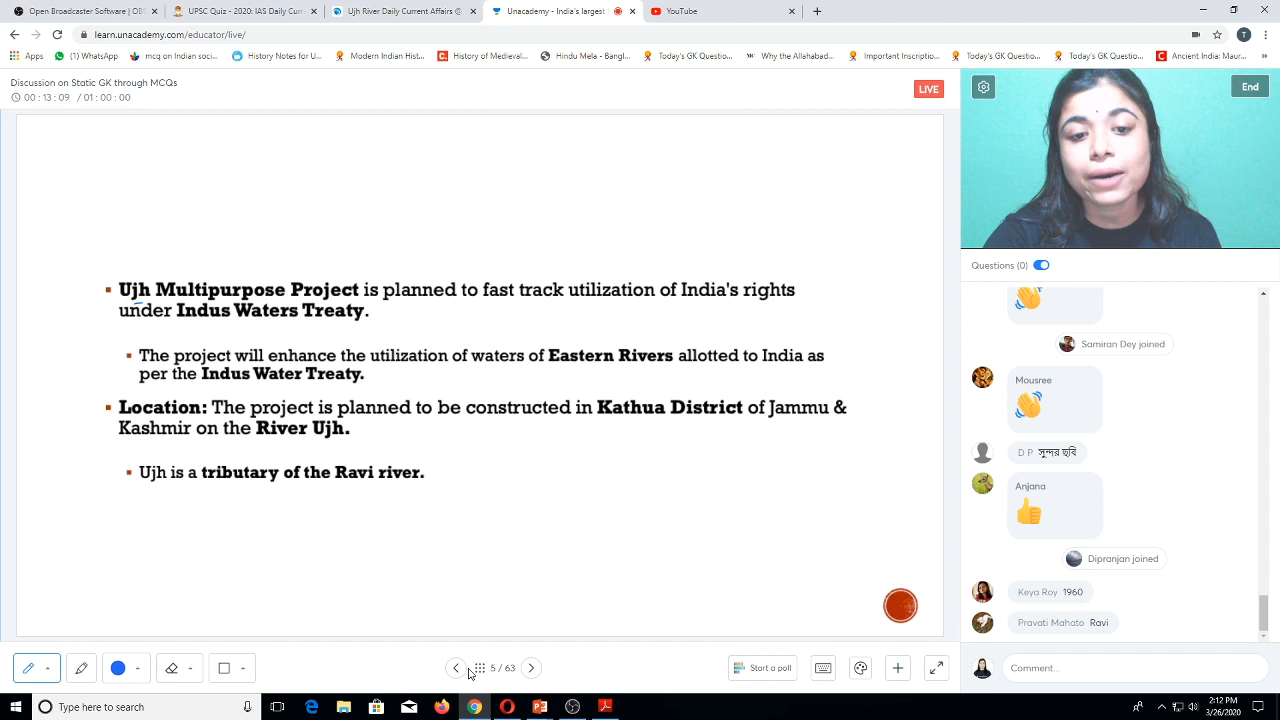 Open Broadcaster Software | OBS
UPSC Quiz - 2020: IAS Daily Curr
Ujh River Daily Current Affairs @
Unacademy - India's largest l
YouTube
learn.unacademy.com/educator/live/
Apps
(1) WhatsApp
mcq on indian soci...
History Notes for U...
Modern Indian Hist...
History of Medieval...
Hindu Mela - Bangl...
Today's GK Questio...
Why the Allahabad...
Important Inscriptio...
Today's GK Questio...
Today's GK Questio...
Ancient India: Maur...
Discussion on Static GK through MCQs
00 : 13 : 09 / 01 : 00 : 00
LIVE
End
Ujh Multipurpose Project is planned to fast track utilization of India's rights
under Indus Waters Treaty.
The project will enhance the utilization of waters of Eastern Rivers allotted to India as
per the Indus Water Treaty.
Location: The project is planned to be constructed in Kathua District of Jammu &
Kashmir on the River Ujh.
Ujh is a tributary of the Ravi river.
Questions (0)
Samiran Dey joined
Mousree
D P সুন্দর ছবি
Anjana
Dipranjan joined
Keya Roy 1960
Pravati Mahato Ravi
5 / 63
Start a poll
Comment...
Type here to search
2:12 PM
3/26/2020